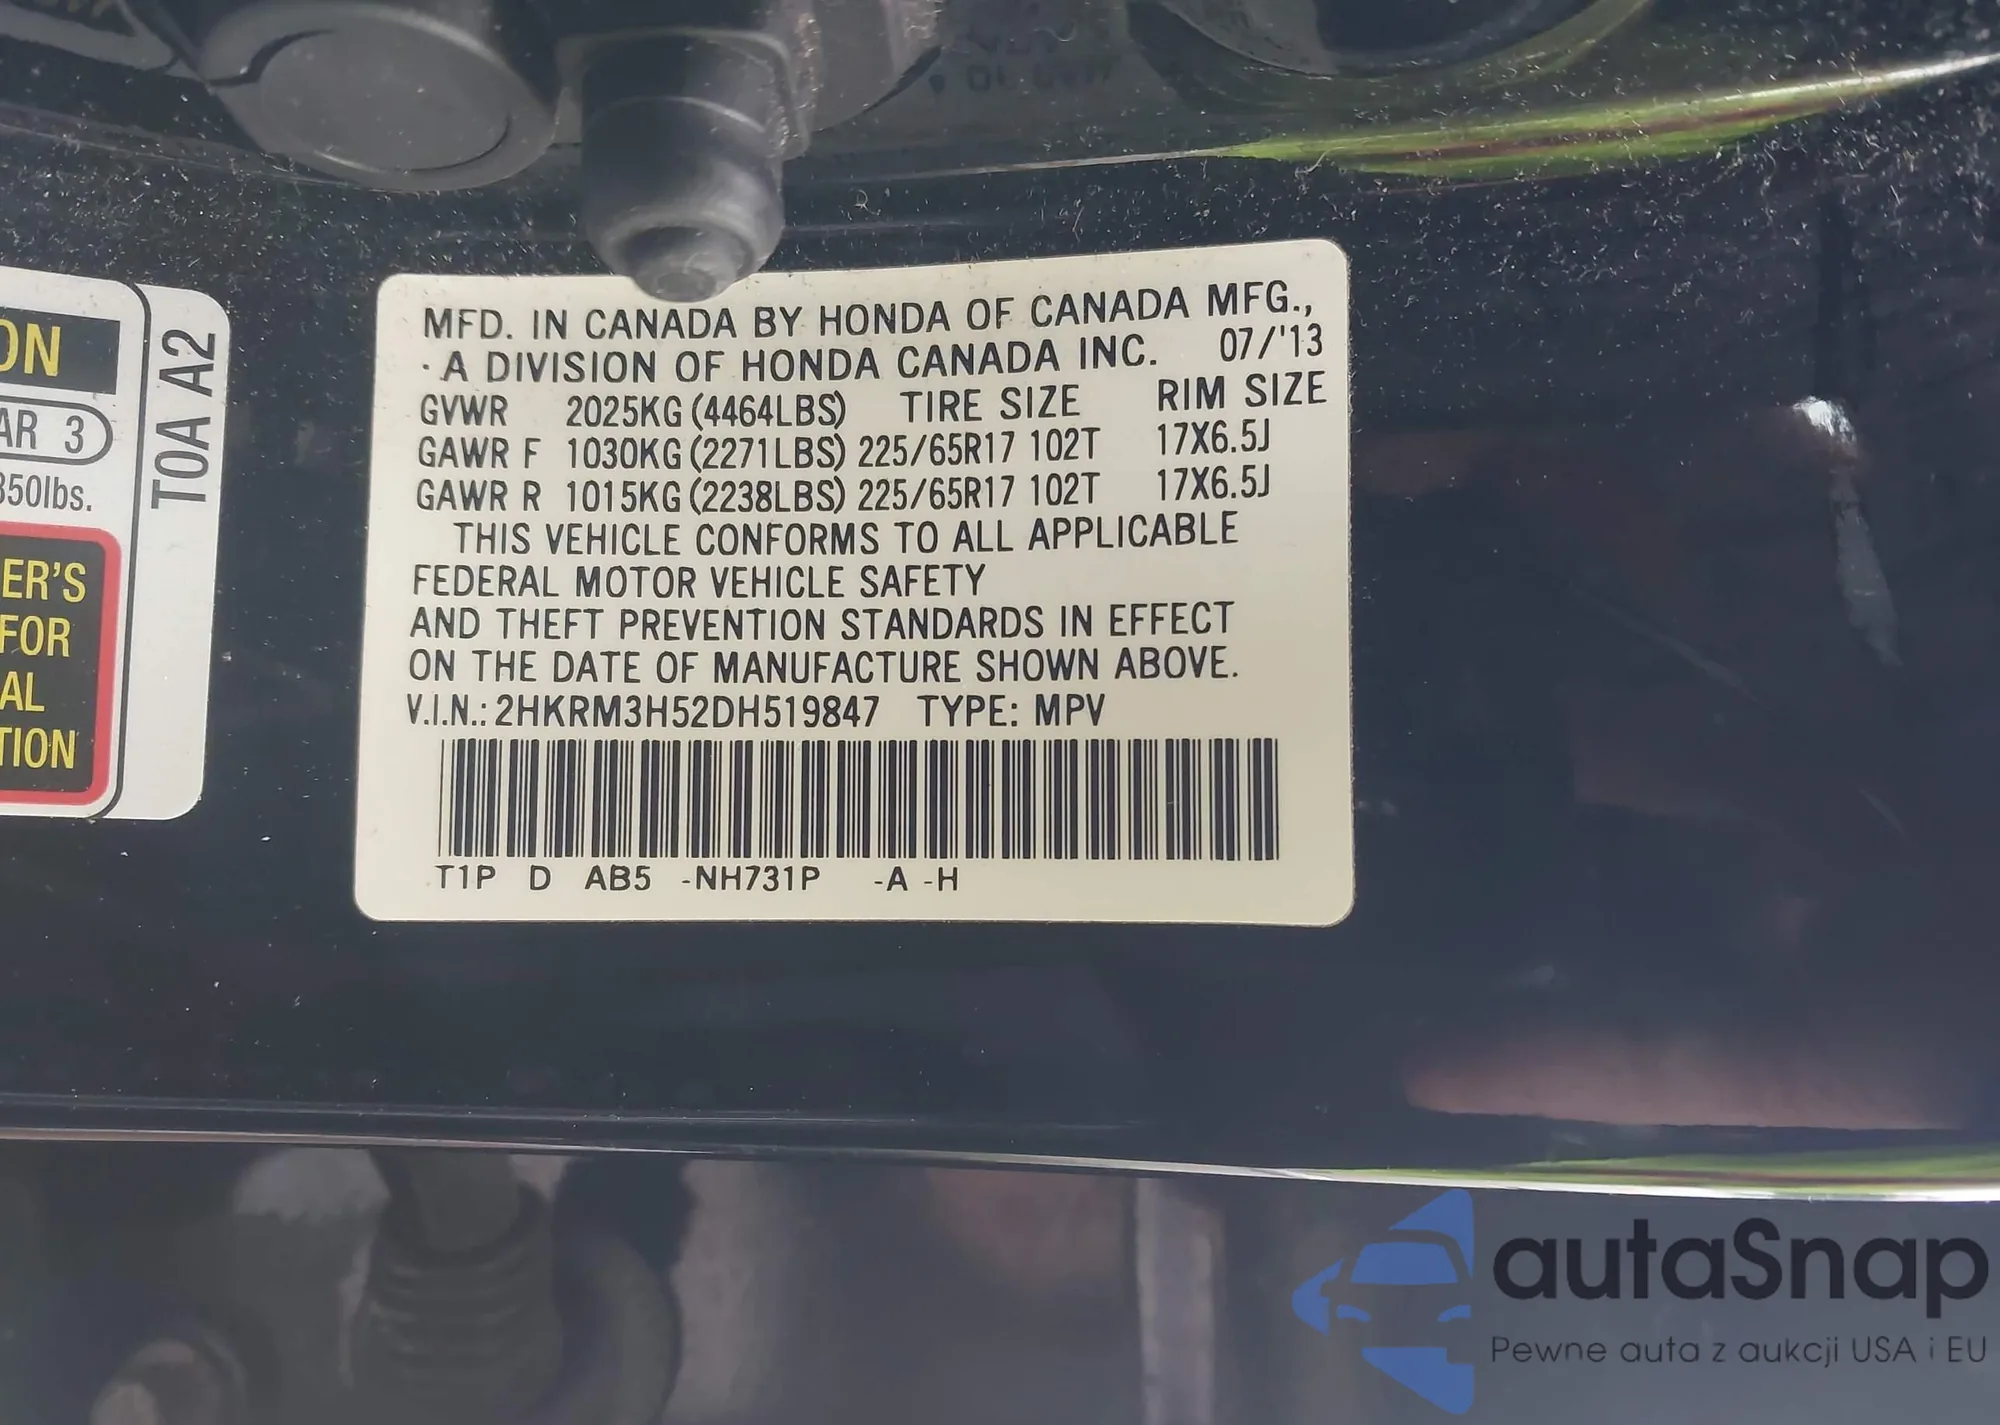 MFD. IN CANADA BY HONDA OF CANADA MFG.,
· A DIVISION OF HONDA CANADA INC. 07/'13
GVWR 2025KG (4464LBS) TIRE SIZE RIM SIZE
GAWR F 1030KG (2271LBS) 225/65R17 102T 17X6.5J
GAWR R 1015KG (2238LBS) 225/65R17 102T 17X6.5J
THIS VEHICLE CONFORMS TO ALL APPLICABLE
FEDERAL MOTOR VEHICLE SAFETY
AND THEFT PREVENTION STANDARDS IN EFFECT
ON THE DATE OF MANUFACTURE SHOWN ABOVE.
V.I.N.: 2HKRM3H52DH519847 TYPE: MPV
T1P D AB5 -NH731P -A -H
ON
AR 3
350lbs.
ER'S
FOR
AL
TION
T0A A2
autaSnap
Pewne auta z aukcji USA i EU